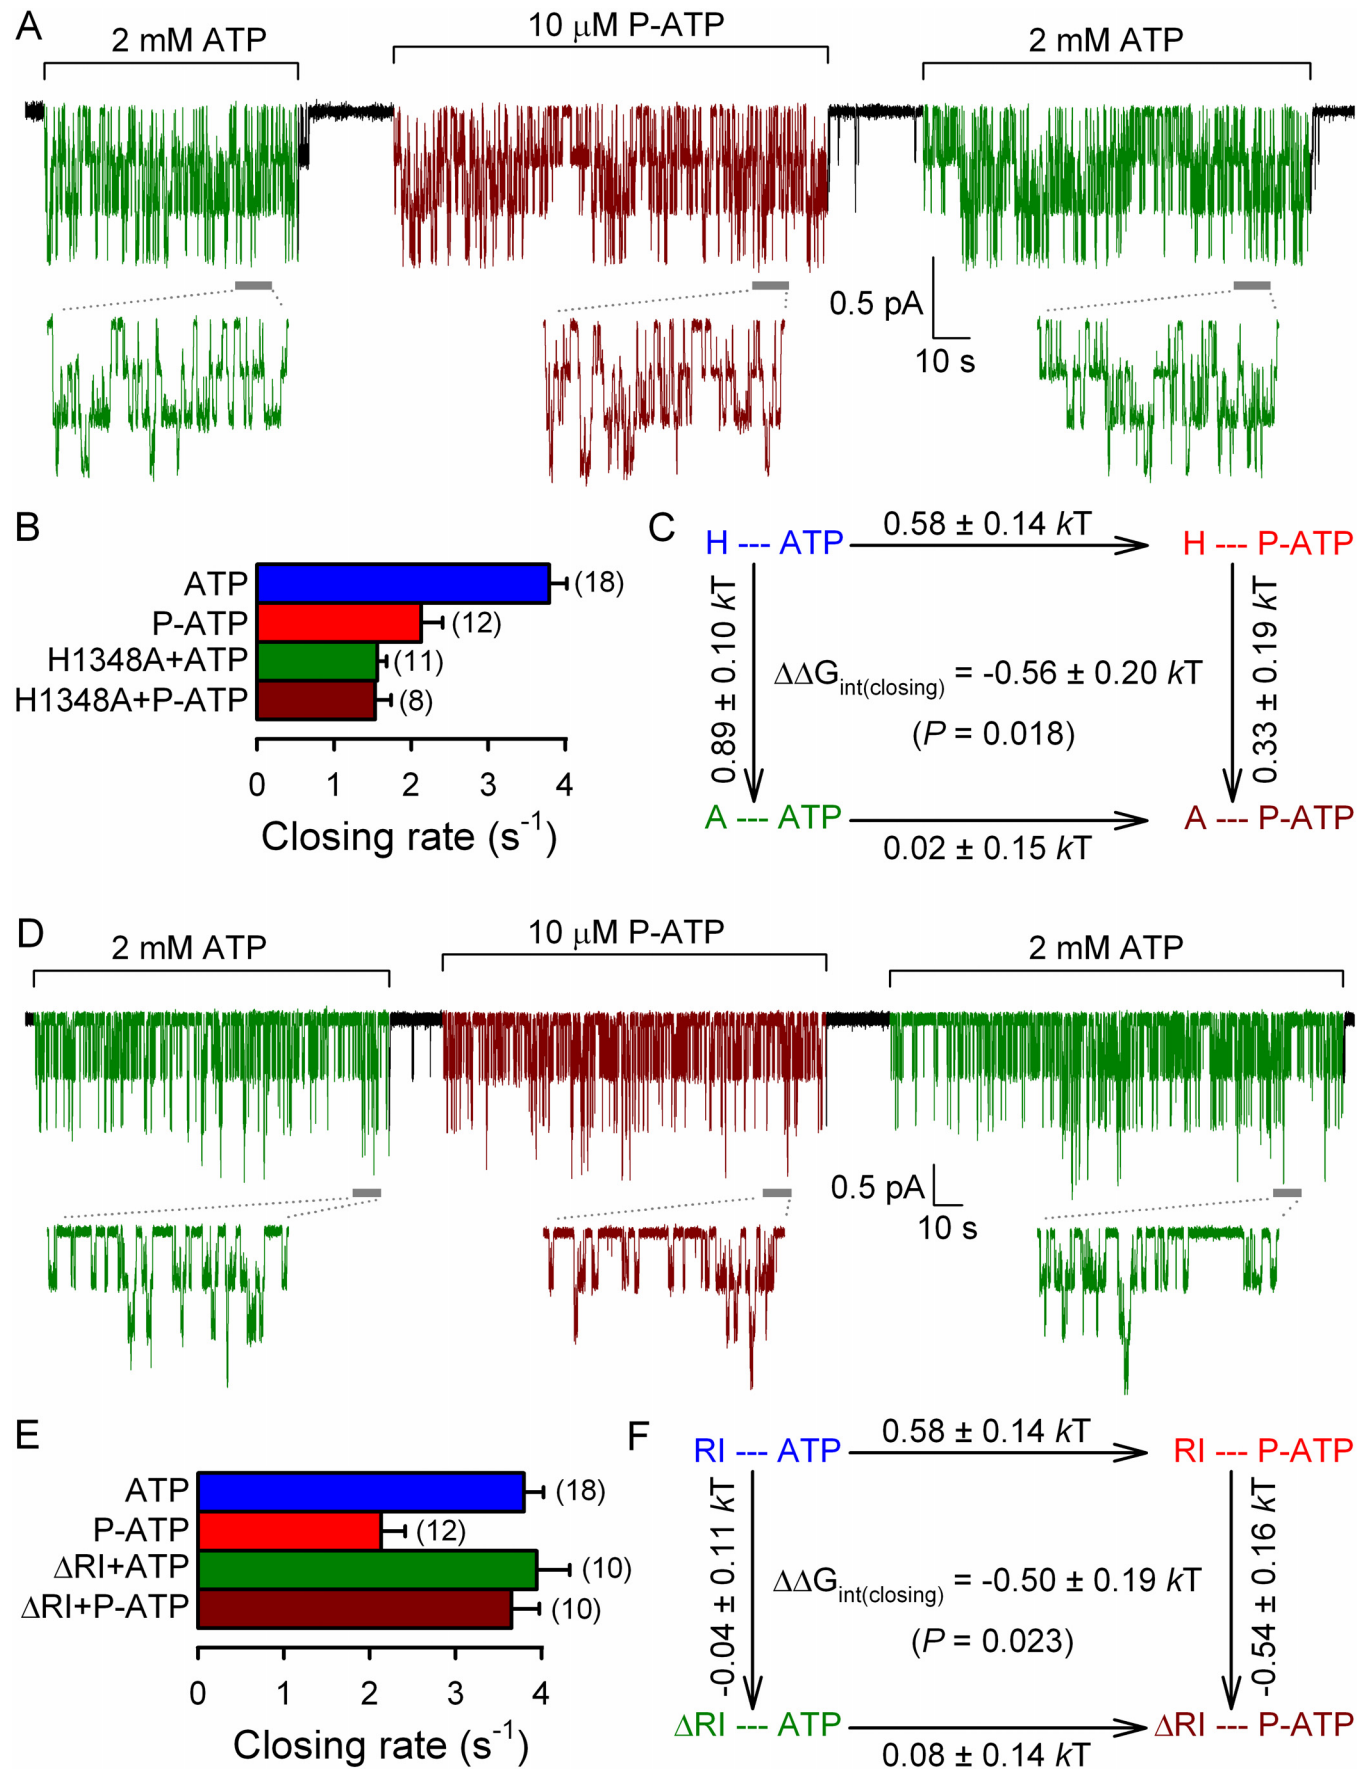 A
2 mM ATP
10 µM P-ATP
2 mM ATP
0.5 pA
10 s
B
ATP
(18)
P-ATP
(12)
H1348A+ATP
(11)
H1348A+P-ATP
(8)
0 1 2 3 4
Closing rate (s⁻¹)
C
0.58 ± 0.14 kT
H --- ATP
H --- P-ATP
0.89 ± 0.10 kT
ΔΔGint(closing) = -0.56 ± 0.20 kT
(P = 0.018)
0.33 ± 0.19 kT
A --- ATP
A --- P-ATP
0.02 ± 0.15 kT
D
2 mM ATP
10 µM P-ATP
2 mM ATP
0.5 pA
10 s
E
ATP
(18)
P-ATP
(12)
ΔRI+ATP
(10)
ΔRI+P-ATP
(10)
0 1 2 3 4
Closing rate (s⁻¹)
F
0.58 ± 0.14 kT
RI --- ATP
RI --- P-ATP
-0.04 ± 0.11 kT
ΔΔGint(closing) = -0.50 ± 0.19 kT
(P = 0.023)
-0.54 ± 0.16 kT
ΔRI --- ATP
ΔRI --- P-ATP
0.08 ± 0.14 kT